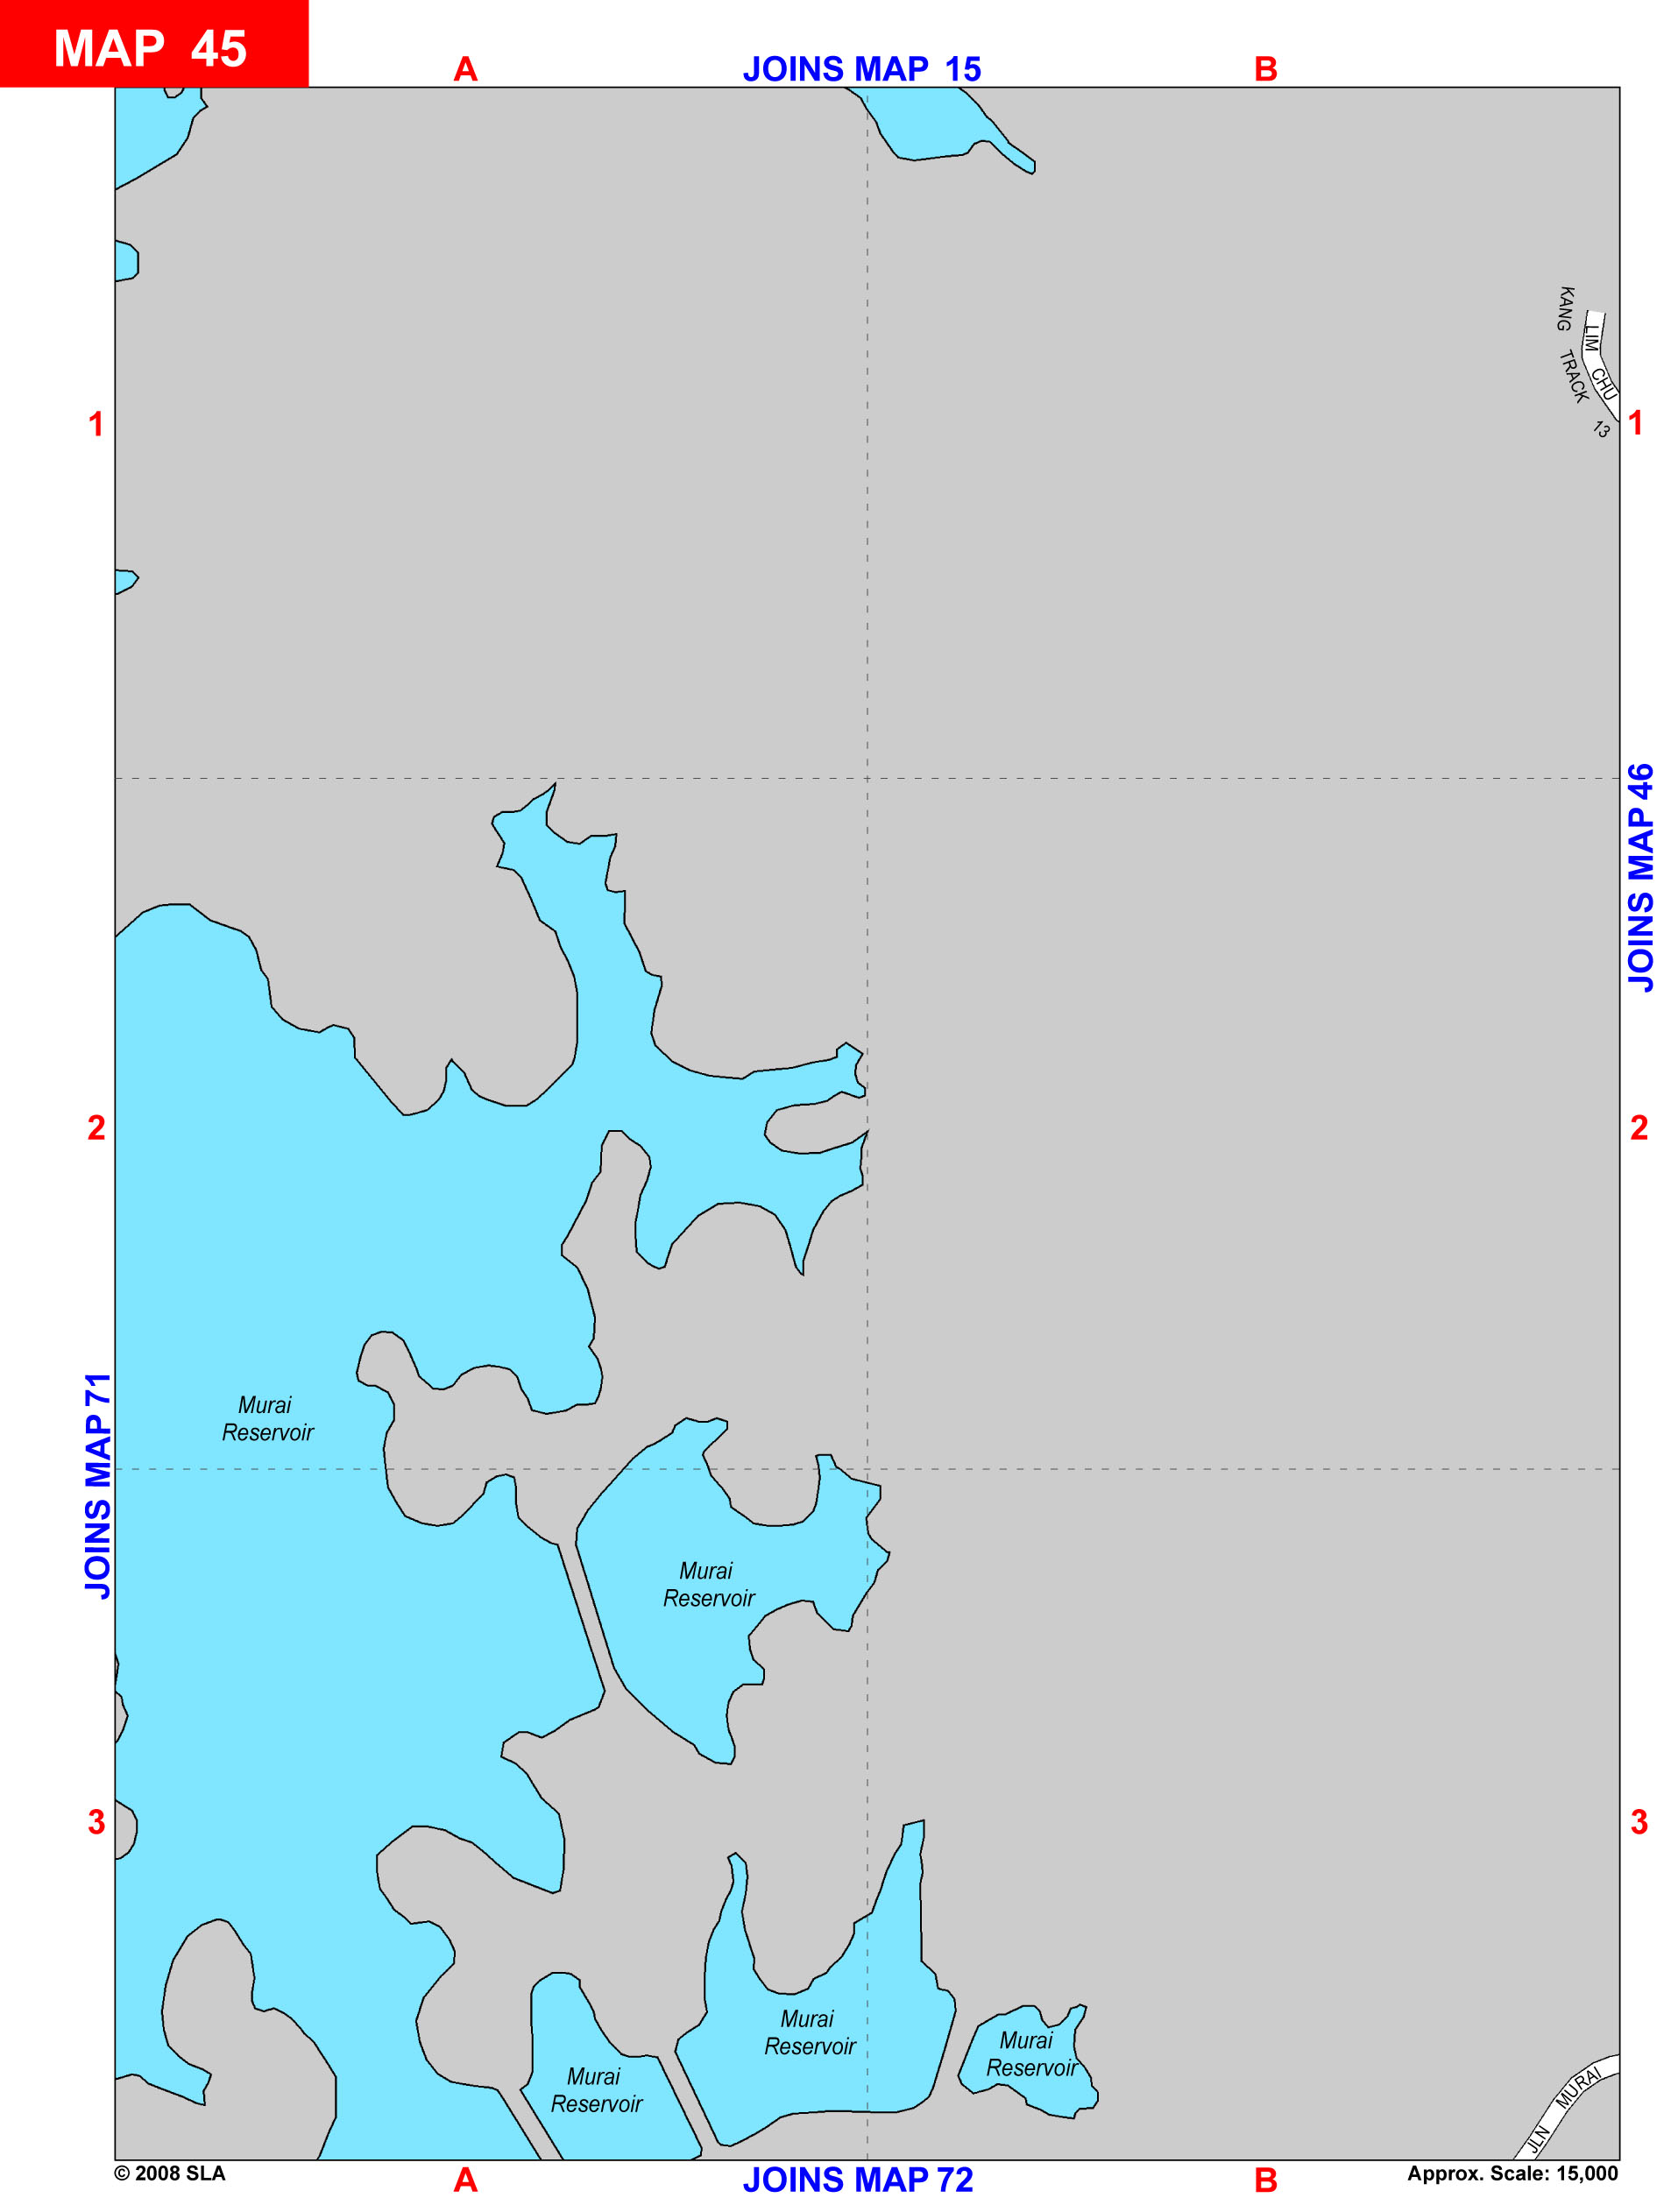 MAP 45
A
JOINS MAP 15
B
KANG
TRACK
LIM
CHU
13
1
1
JOINS MAP 46
2
2
JOINS MAP 71
Murai
Reservoir
Murai
Reservoir
3
3
Murai
Reservoir
Murai
Reservoir
Murai
Reservoir
JLN MURAI
© 2008 SLA
A
JOINS MAP 72
B
Approx. Scale: 15,000